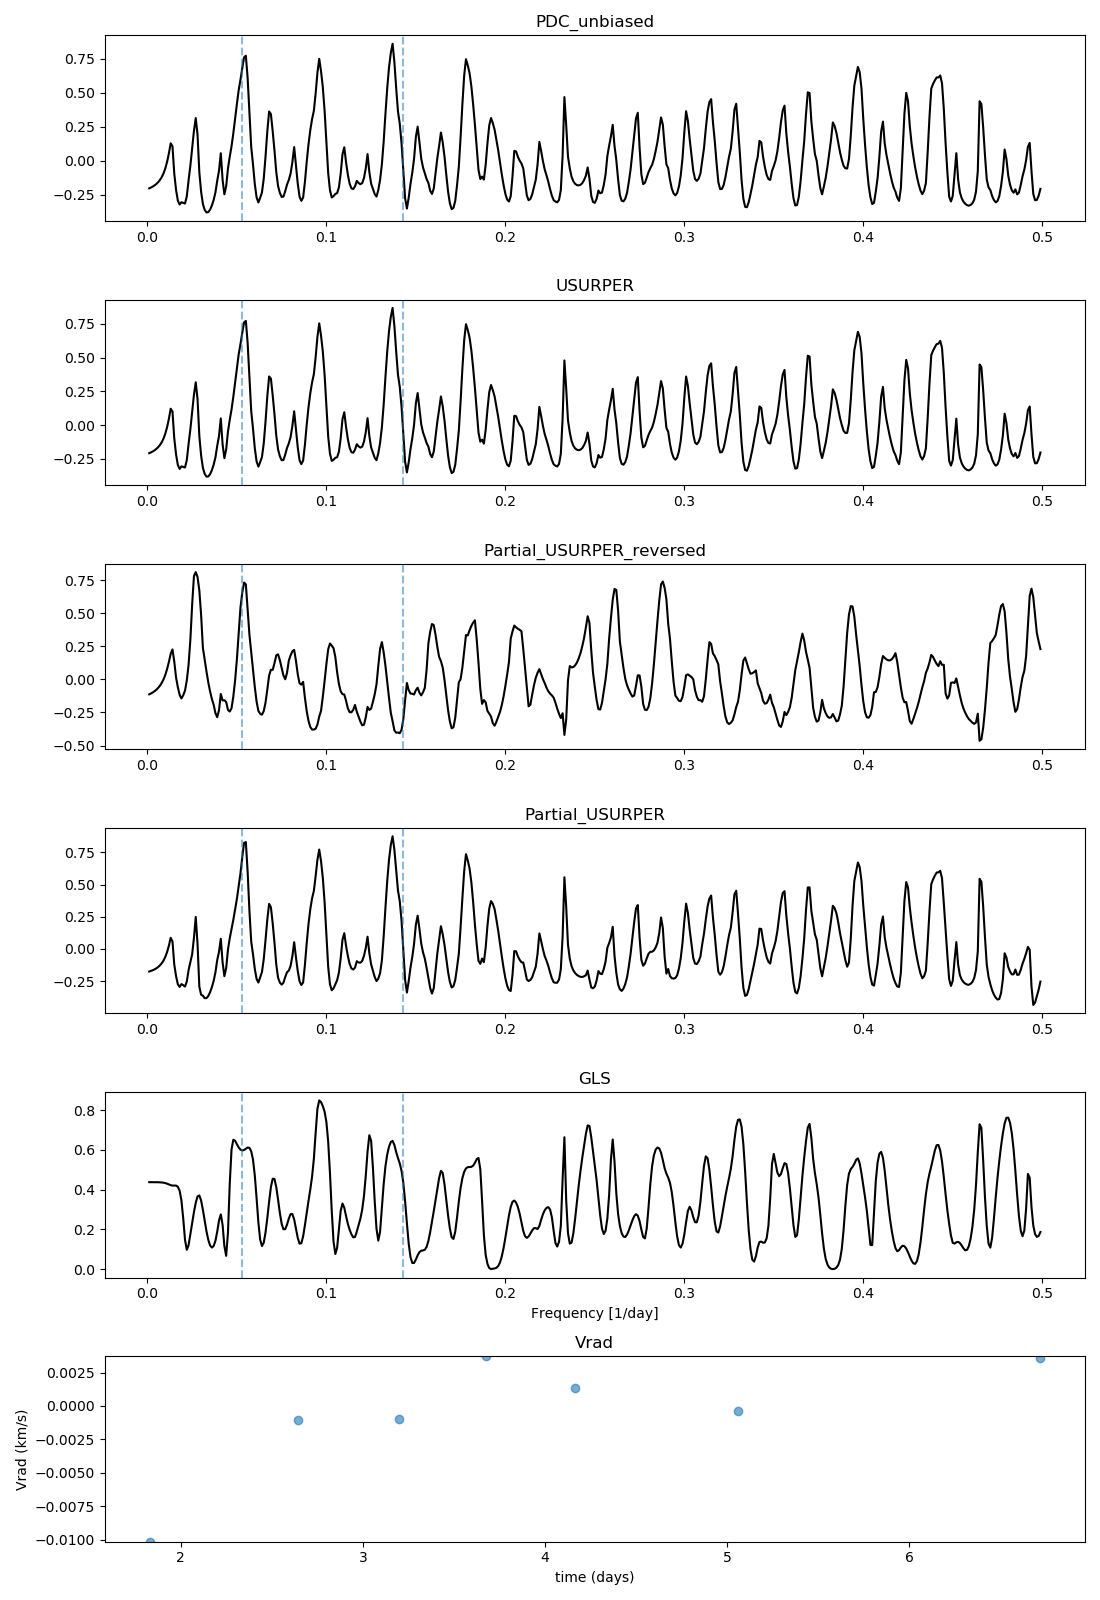 PDC_unbiased
0.75
0.50
0.25
0.00
−0.25
0.0 0.1 0.2 0.3 0.4 0.5
USURPER
0.75
0.50
0.25
0.00
−0.25
0.0 0.1 0.2 0.3 0.4 0.5
Partial_USURPER_reversed
0.75
0.50
0.25
0.00
−0.25
−0.50
0.0 0.1 0.2 0.3 0.4 0.5
Partial_USURPER
0.75
0.50
0.25
0.00
−0.25
0.0 0.1 0.2 0.3 0.4 0.5
GLS
0.8
0.6
0.4
0.2
0.0
0.0 0.1 0.2 0.3 0.4 0.5
Frequency [1/day]
Vrad
Vrad (km/s)
0.0025
0.0000
−0.0025
−0.0050
−0.0075
−0.0100
2 3 4 5 6
time (days)